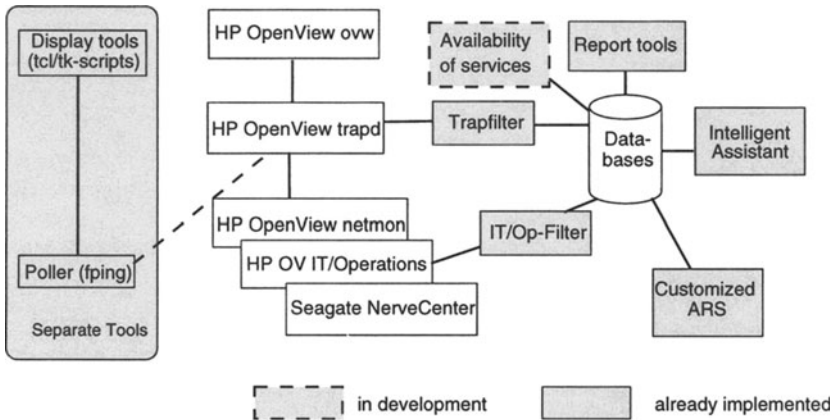 Display tools
(tcl/tk-scripts)
Poller (fping)
Separate Tools
HP OpenView ovw
HP OpenView trapd
HP OpenView netmon
HP OV IT/Operations
Seagate NerveCenter
Availability
of services
Report tools
Trapfilter
Data-
bases
Intelligent
Assistant
IT/Op-Filter
Customized
ARS
in development
already implemented